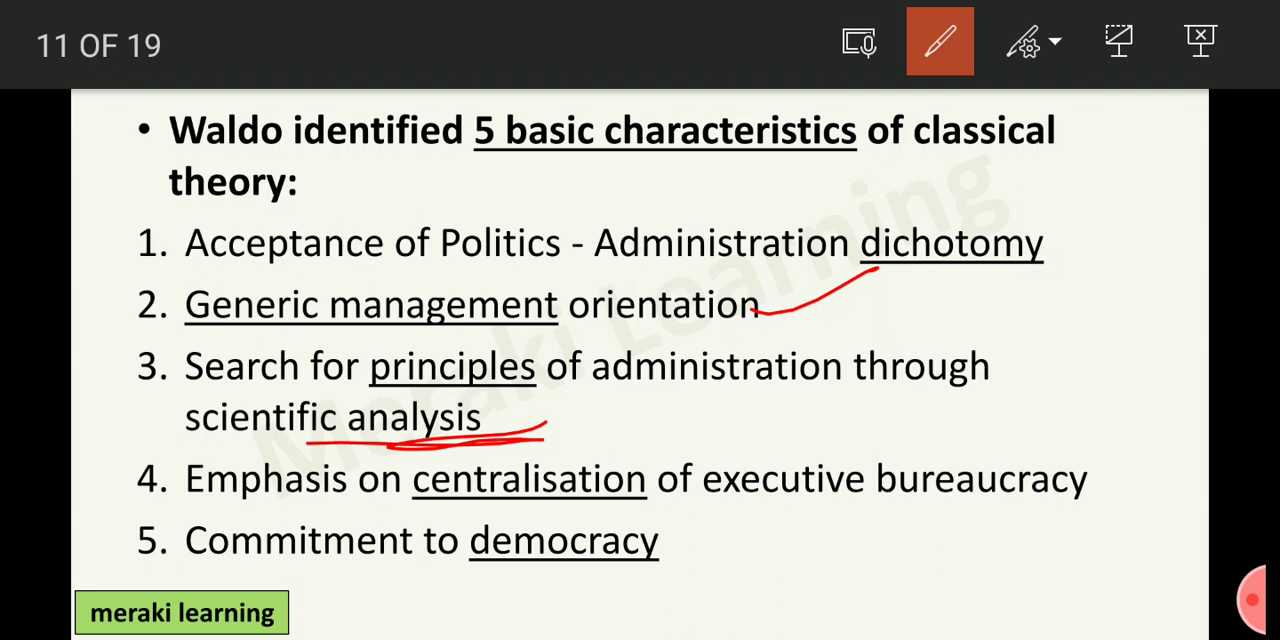 11 OF 19
• Waldo identified 5 basic characteristics of classical
theory:
1. Acceptance of Politics - Administration dichotomy
2. Generic management orientation
3. Search for principles of administration through
scientific analysis
4. Emphasis on centralisation of executive bureaucracy
5. Commitment to democracy
Meraki Learning
meraki learning